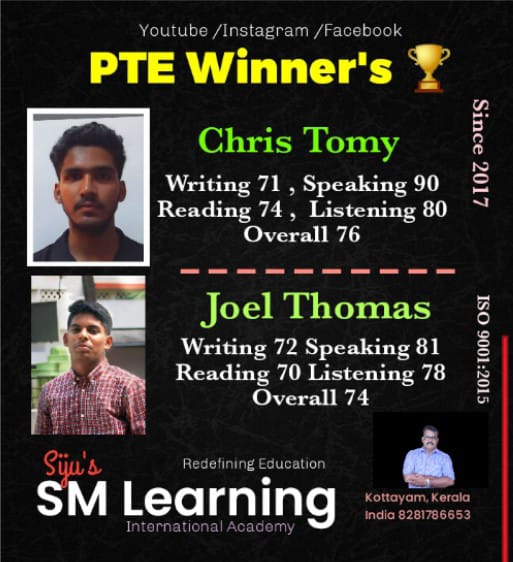 Youtube /Instagram /Facebook
PTE Winner's
Since 2017
Chris Tomy
Writing 71 , Speaking 90
Reading 74 , Listening 80
Overall 76
Joel Thomas
Writing 72 Speaking 81
Reading 70 Listening 78
Overall 74
ISO 9001:2015
Siju's
Redefining Education
SM Learning
International Academy
Kottayam, Kerala
India 8281786653